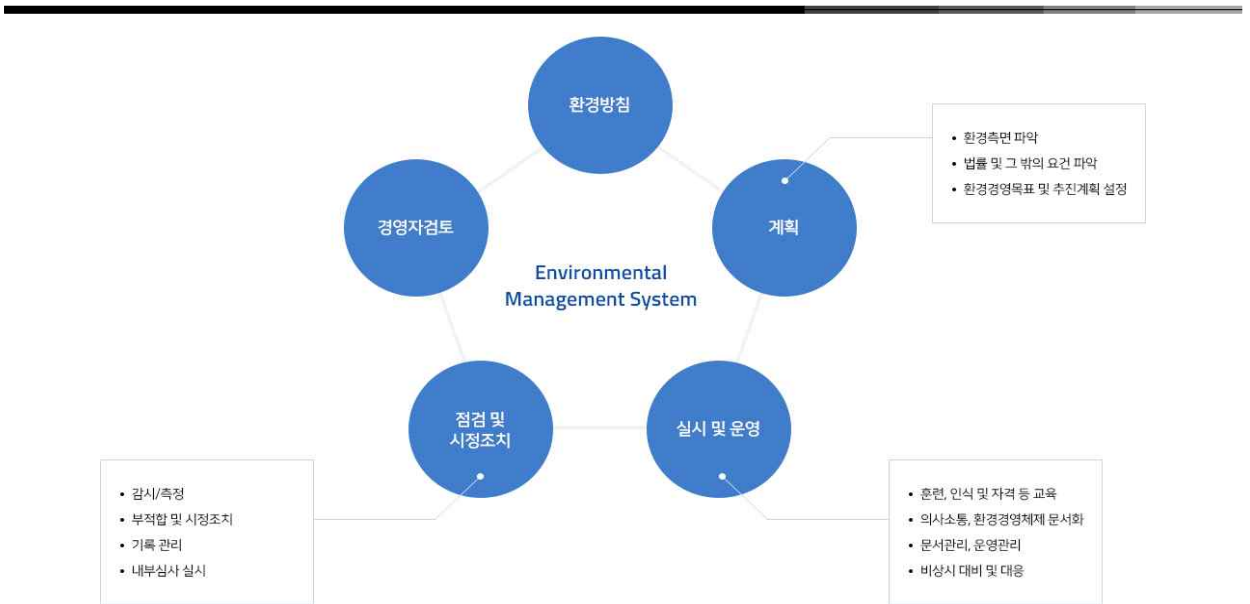 환경방침
계획
• 환경측면 파악
• 법률 및 그 밖의 요건 파악
• 환경경영목표 및 추진계획 설정
경영자검토
Environmental
Management System
실시 및 운영
• 훈련, 인식 및 자격 등 교육
• 의사소통, 환경경영체제 문서화
• 문서관리, 운영관리
• 비상시 대비 및 대응
점검 및
시정조치
• 감시/측정
• 부적합 및 시정조치
• 기록 관리
• 내부심사 실시